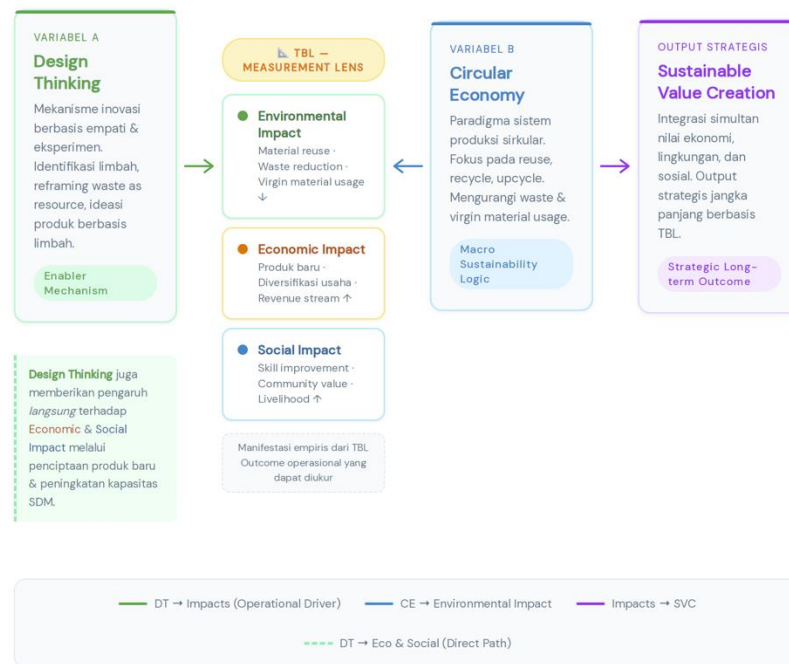 VARIABEL A
Design
Thinking
Mekanisme inovasi
berbasis empati &
eksperimen.
Identifikasi limbah,
reframing waste as
resource, ideasi
produk berbasis
limbah.
Enabler
Mechanism
Design Thinking juga
memberikan pengaruh
langsung terhadap
Economic & Social
Impact melalui
penciptaan produk baru
& peningkatan kapasitas
SDM.
📐 TBL —
MEASUREMENT LENS
Environmental
Impact
Material reuse ·
Waste reduction ·
Virgin material usage
↓
Economic Impact
Produk baru ·
Diversifikasi usaha ·
Revenue stream ↑
Social Impact
Skill improvement ·
Community value ·
Livelihood ↑
Manifestasi empiris dari TBL
Outcome operasional yang
dapat diukur
VARIABEL B
Circular
Economy
Paradigma sistem
produksi sirkular.
Fokus pada reuse,
recycle, upcycle.
Mengurangi waste &
virgin material usage.
Macro
Sustainability
Logic
OUTPUT STRATEGIS
Sustainable
Value Creation
Integrasi simultan
nilai ekonomi,
lingkungan, dan
sosial. Output
strategis jangka
panjang berbasis
TBL.
Strategic Long-
term Outcome
DT → Impacts (Operational Driver)
CE → Environmental Impact
Impacts → SVC
DT → Eco & Social (Direct Path)